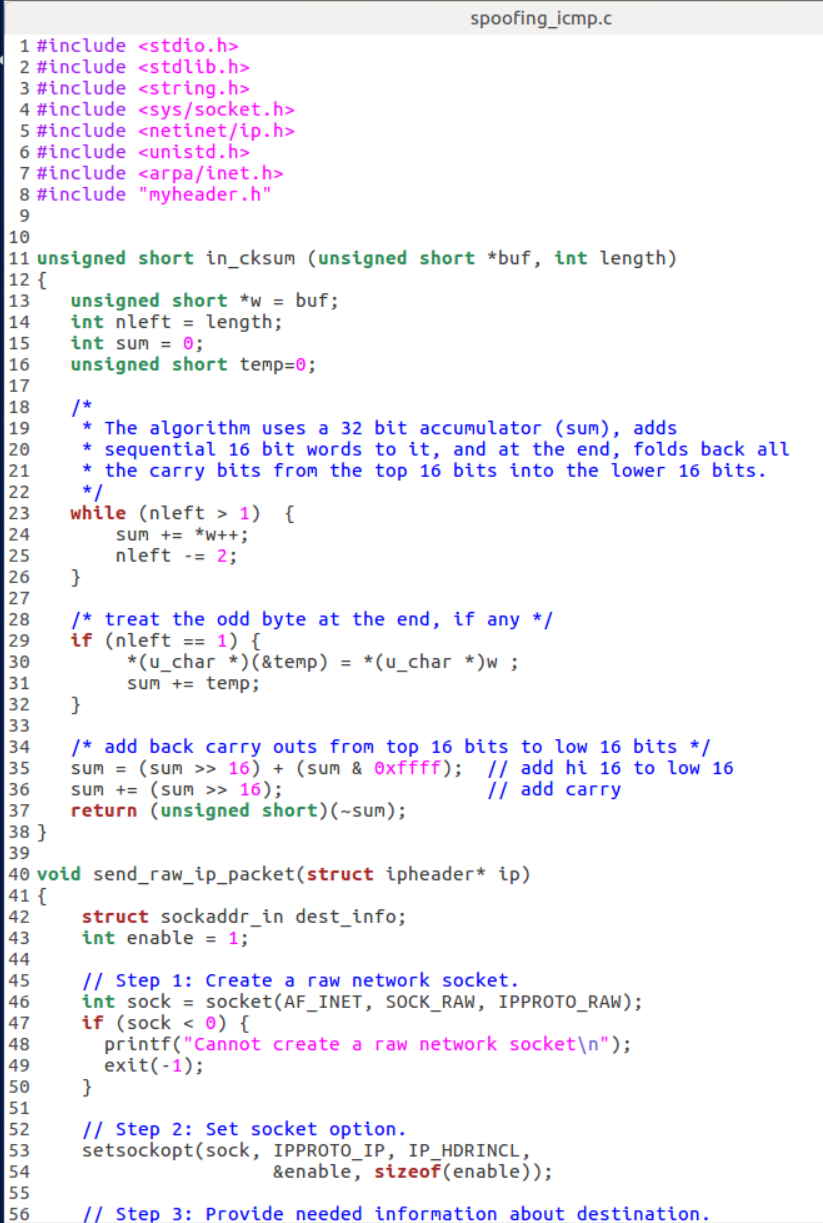 spoofing_icmp.c
1 #include <stdio.h>
2 #include <stdlib.h>
3 #include <string.h>
4 #include <sys/socket.h>
5 #include <netinet/ip.h>
6 #include <unistd.h>
7 #include <arpa/inet.h>
8 #include "myheader.h"
9
10
11 unsigned short in_cksum (unsigned short *buf, int length)
12 {
13    unsigned short *w = buf;
14    int nleft = length;
15    int sum = 0;
16    unsigned short temp=0;
17
18    /*
19     * The algorithm uses a 32 bit accumulator (sum), adds
20     * sequential 16 bit words to it, and at the end, folds back all
21     * the carry bits from the top 16 bits into the lower 16 bits.
22     */
23    while (nleft > 1)  {
24        sum += *w++;
25        nleft -= 2;
26    }
27
28    /* treat the odd byte at the end, if any */
29    if (nleft == 1) {
30         *(u_char *)(&temp) = *(u_char *)w ;
31         sum += temp;
32    }
33
34    /* add back carry outs from top 16 bits to low 16 bits */
35    sum = (sum >> 16) + (sum & 0xffff);  // add hi 16 to low 16
36    sum += (sum >> 16);                  // add carry
37    return (unsigned short)(~sum);
38 }
39
40 void send_raw_ip_packet(struct ipheader* ip)
41 {
42     struct sockaddr_in dest_info;
43     int enable = 1;
44
45     // Step 1: Create a raw network socket.
46     int sock = socket(AF_INET, SOCK_RAW, IPPROTO_RAW);
47     if (sock < 0) {
48       printf("Cannot create a raw network socket\n");
49       exit(-1);
50     }
51
52     // Step 2: Set socket option.
53     setsockopt(sock, IPPROTO_IP, IP_HDRINCL,
54                      &enable, sizeof(enable));
55
56     // Step 3: Provide needed information about destination.